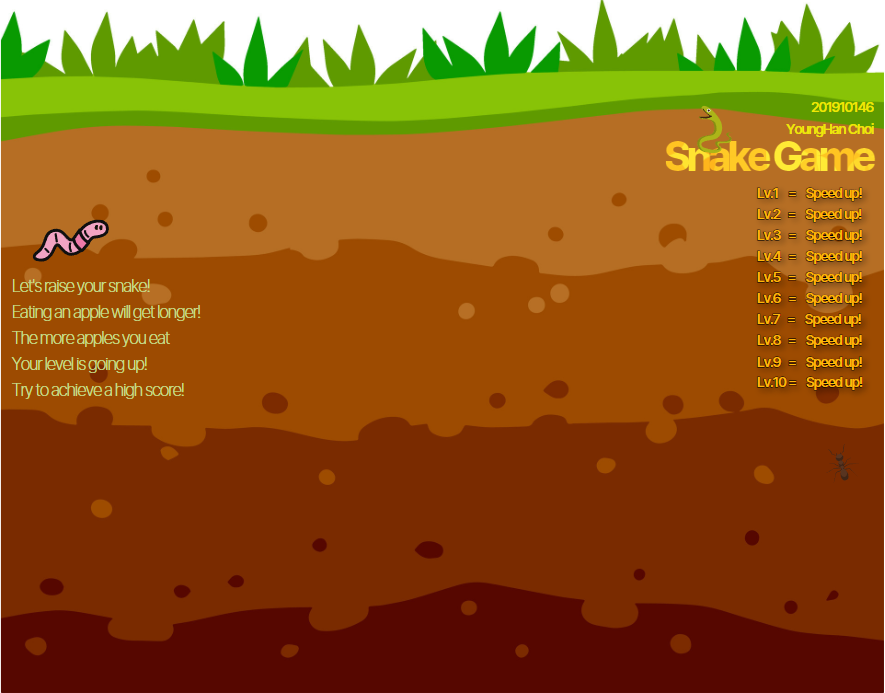 201910146
YoungHan Choi
Snake Game
Lv.1 = Speed up!
Lv.2 = Speed up!
Lv.3 = Speed up!
Lv.4 = Speed up!
Lv.5 = Speed up!
Lv.6 = Speed up!
Lv.7 = Speed up!
Lv.8 = Speed up!
Lv.9 = Speed up!
Lv.10 = Speed up!
Let's raise your snake!
Eating an apple will get longer!
The more apples you eat
Your level is going up!
Try to achieve a high score!